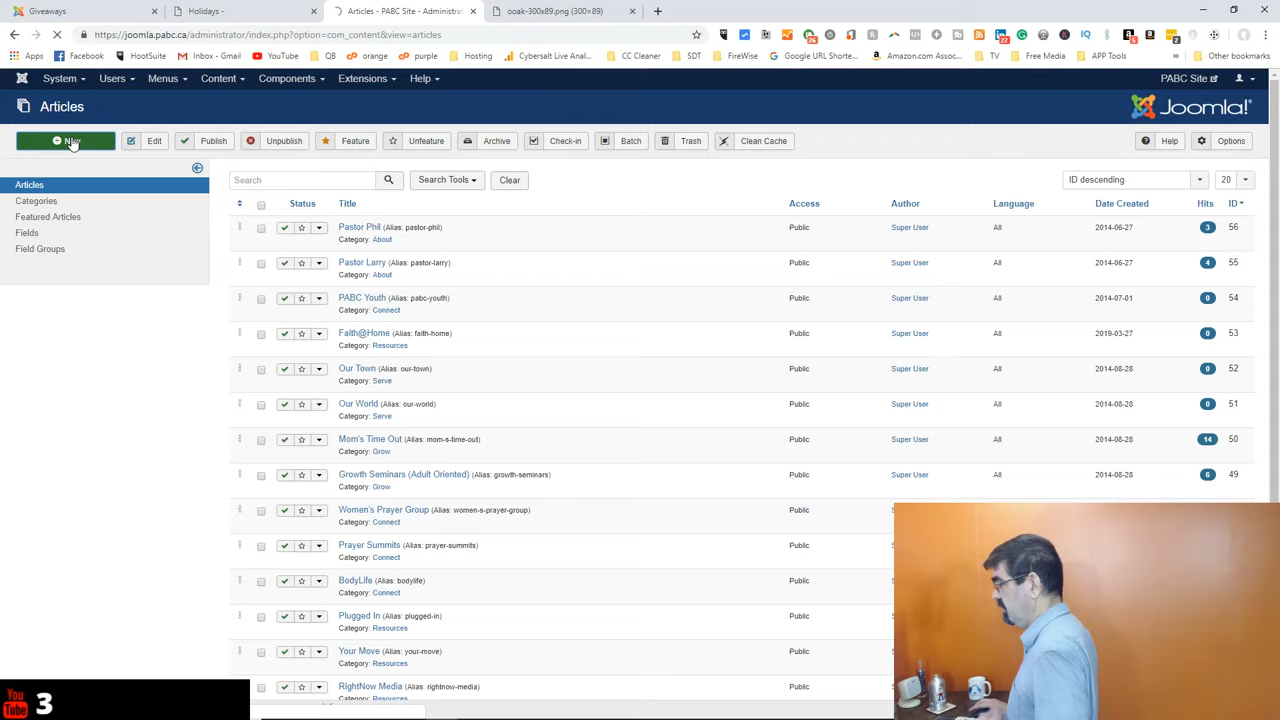 Giveaways
Holidays -
Articles - PABC Site - Administrat
ooak-300x89.png (300×89)
https://joomla.pabc.ca/administrator/index.php?option=com_content&view=articles
Apps Facebook HootSuite Inbox - Gmail YouTube QB orange purple Hosting Cybersalt Onlyvi... CC Cleaner SDT FireWise Google URL Shorte... Amazon.com Assoc... TV Free Media APP Tools » Other bookmarks
System Users Menus Content Components Extensions Help PABC Site
Articles Joomla!
New Edit Publish Unpublish Feature Unfeature Archive Check-in Batch Trash Clean Cache Help Options
Articles
Categories
Featured Articles
Fields
Field Groups
Search Search Tools Clear ID descending 20
Status Title Access Author Language Date Created Hits ID
Pastor Phil (Alias: pastor-phil) Public Super User All 2014-06-27 3 56
Category: About
Pastor Larry (Alias: pastor-larry) Public Super User All 2014-06-27 4 55
Category: About
PABC Youth (Alias: pabc-youth) Public Super User All 2014-07-01 0 54
Category: Connect
Faith@Home (Alias: faith-home) Public Super User All 2019-03-27 0 53
Category: Resources
Our Town (Alias: our-town) Public Super User All 2014-08-28 0 52
Category: Serve
Our World (Alias: our-world) Public Super User All 2014-08-28 0 51
Category: Serve
Mom's Time Out (Alias: mom-s-time-out) Public Super User All 2014-08-28 14 50
Category: Grow
Growth Seminars (Adult Oriented) (Alias: growth-seminars) Public Super User All 2014-08-28 6 49
Category: Grow
Women's Prayer Group (Alias: women-s-prayer-group) Public
Category: Connect
Prayer Summits (Alias: prayer-summits) Public
Category: Connect
BodyLife (Alias: bodylife) Public
Category: Connect
Plugged In (Alias: plugged-in) Public
Category: Resources
Your Move (Alias: your-move) Public
Category: Resources
RightNow Media (Alias: rightnow-media) Public
Category: Resources
You
Tube 3